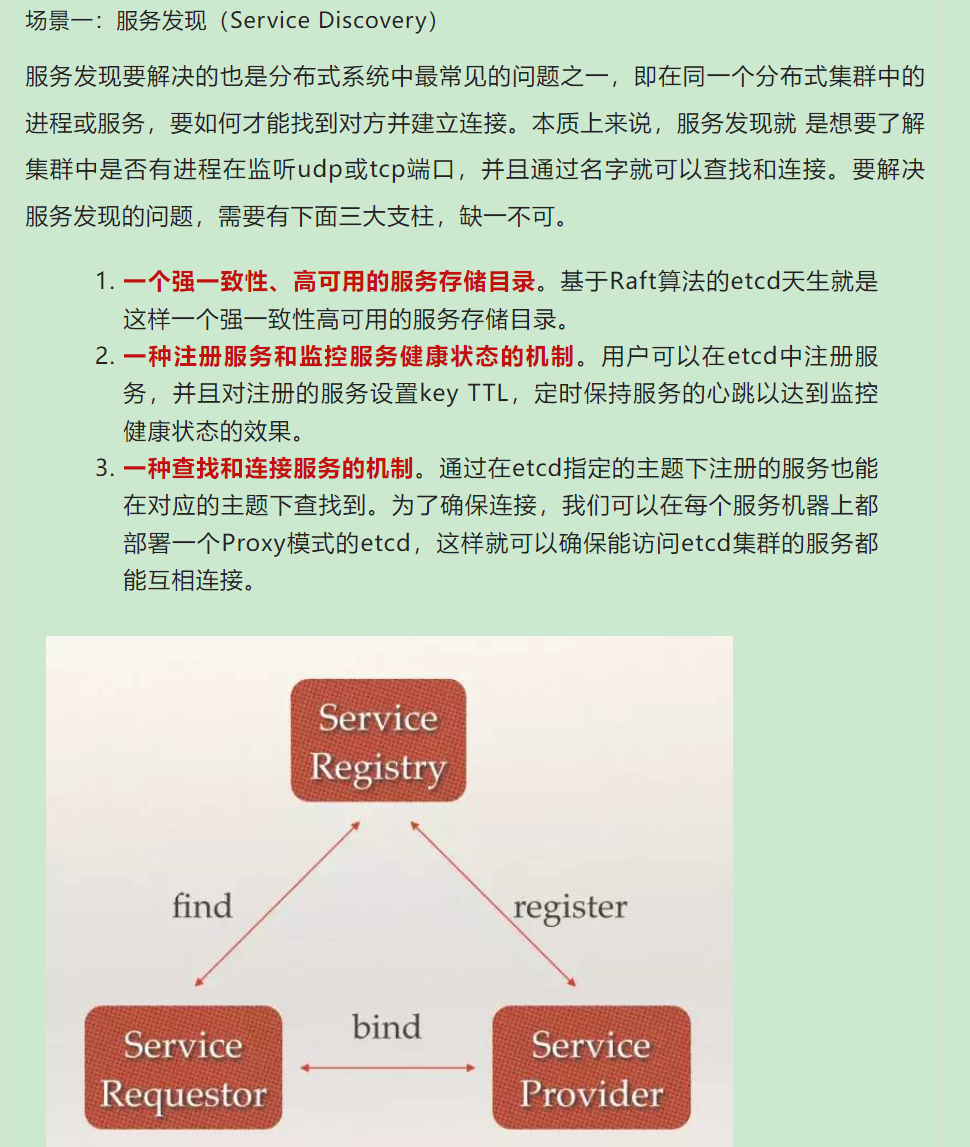 场景一：服务发现（Service Discovery）
服务发现要解决的也是分布式系统中最常见的问题之一，即在同一个分布式集群中的
进程或服务，要如何才能找到对方并建立连接。本质上来说，服务发现就 是想要了解
集群中是否有进程在监听udp或tcp端口，并且通过名字就可以查找和连接。要解决
服务发现的问题，需要有下面三大支柱，缺一不可。
1. 一个强一致性、高可用的服务存储目录。基于Raft算法的etcd天生就是
这样一个强一致性高可用的服务存储目录。
2. 一种注册服务和监控服务健康状态的机制。用户可以在etcd中注册服
务，并且对注册的服务设置key TTL，定时保持服务的心跳以达到监控
健康状态的效果。
3. 一种查找和连接服务的机制。通过在etcd指定的主题下注册的服务也能
在对应的主题下查找到。为了确保连接，我们可以在每个服务机器上都
部署一个Proxy模式的etcd，这样就可以确保能访问etcd集群的服务都
能互相连接。
Service
Registry
find
register
bind
Service
Requestor
Service
Provider